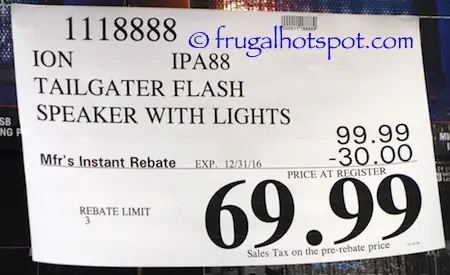 1118888
© frugalhotspot.com
ION IPA88
TAILGATER FLASH
SPEAKER WITH LIGHTS
99.99
Mfr's Instant Rebate EXP. 12/31/16 -30.00
PRICE AT REGISTER
REBATE LIMIT
3
69.99
Sales Tax on the pre-rebate price